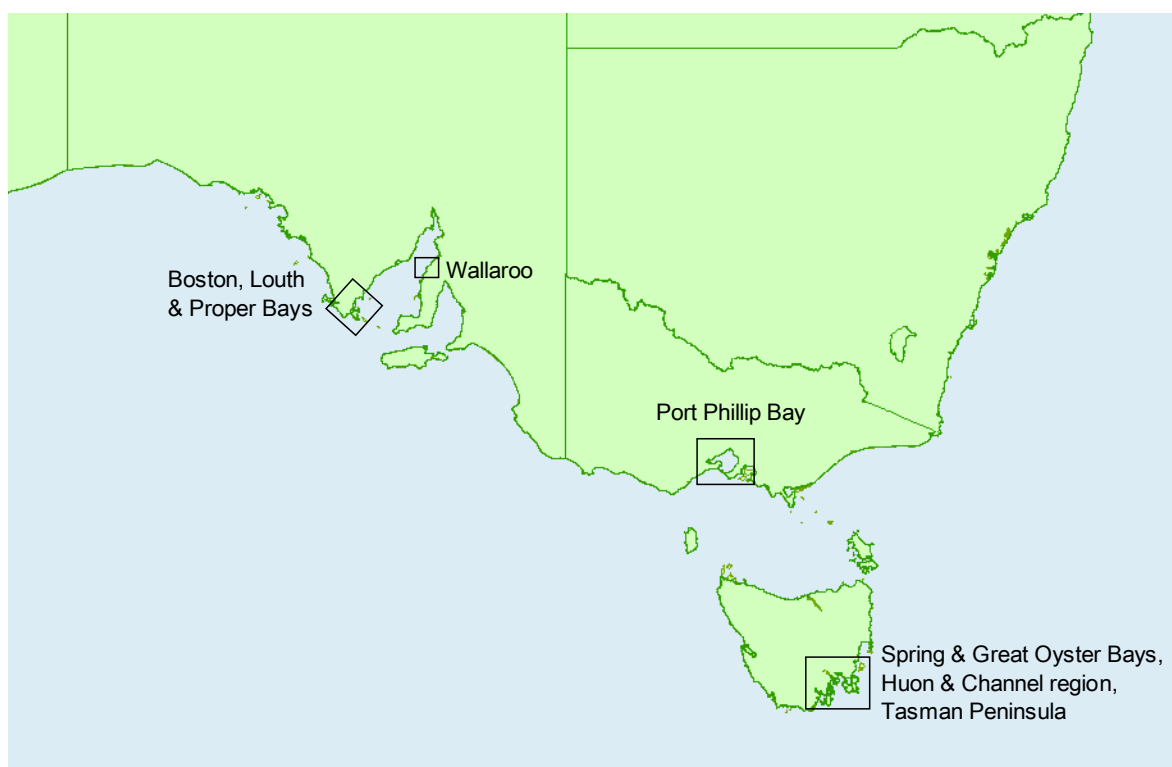 Boston, Louth
& Proper Bays
Wallaroo
Port Phillip Bay
Spring & Great Oyster Bays,
Huon & Channel region,
Tasman Peninsula